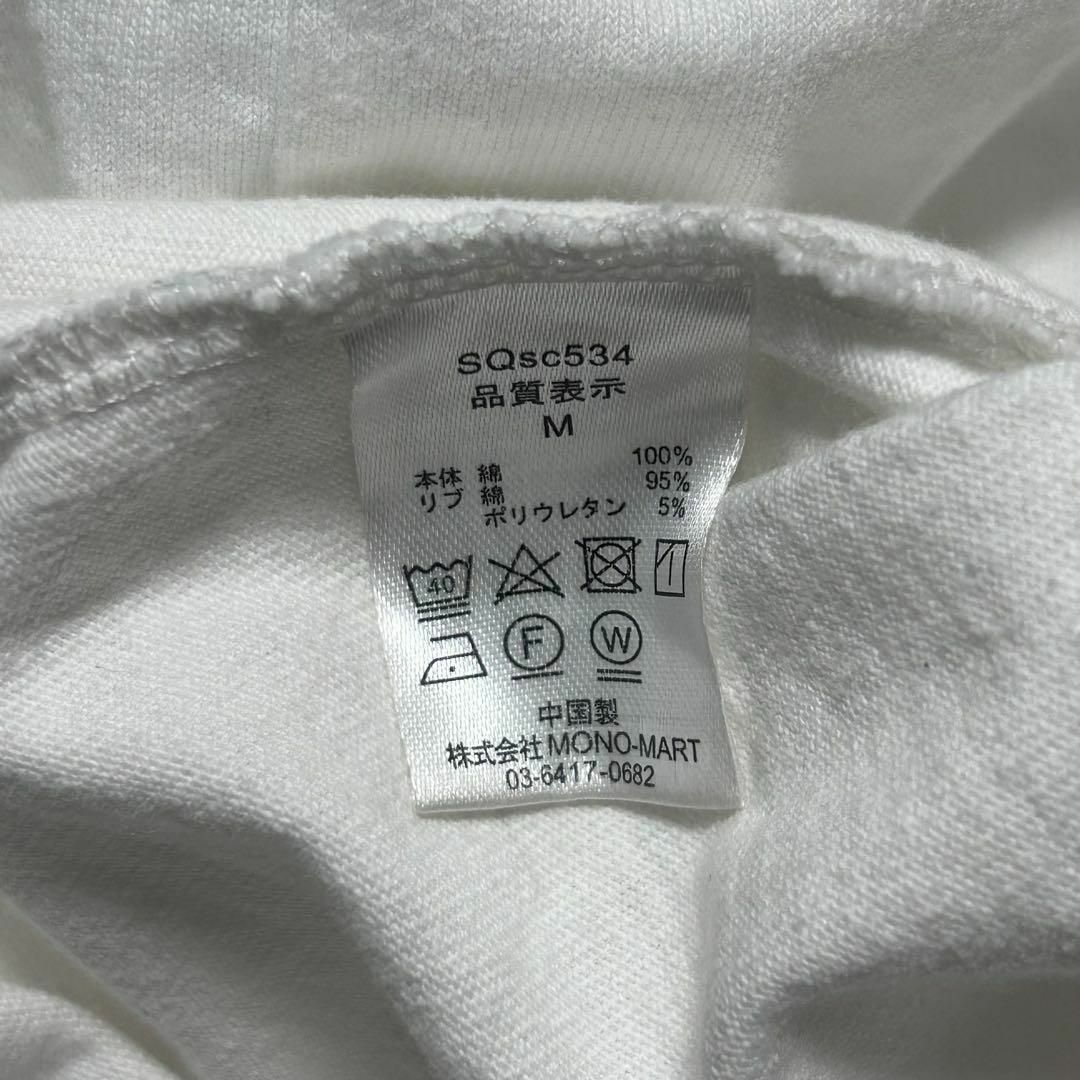 SQsc534
品質表示
M
本体 綿 100%
リブ 綿 95%
ポリウレタン 5%
40
F W
中国製
株式会社 MONO-MART
03-6417-0682